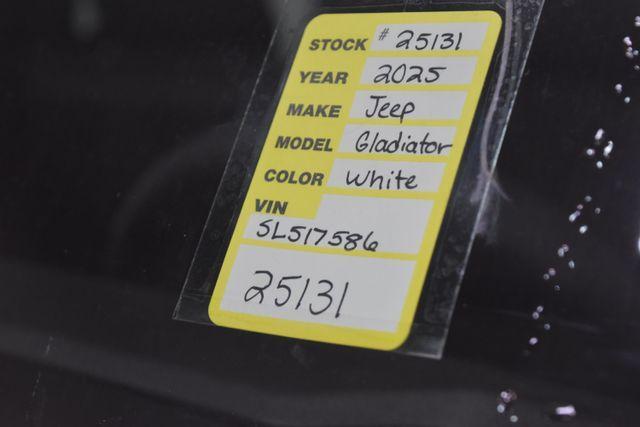 STOCK # 25131
YEAR 2025
MAKE Jeep
MODEL Gladiator
COLOR White
VIN
SL517586
25131